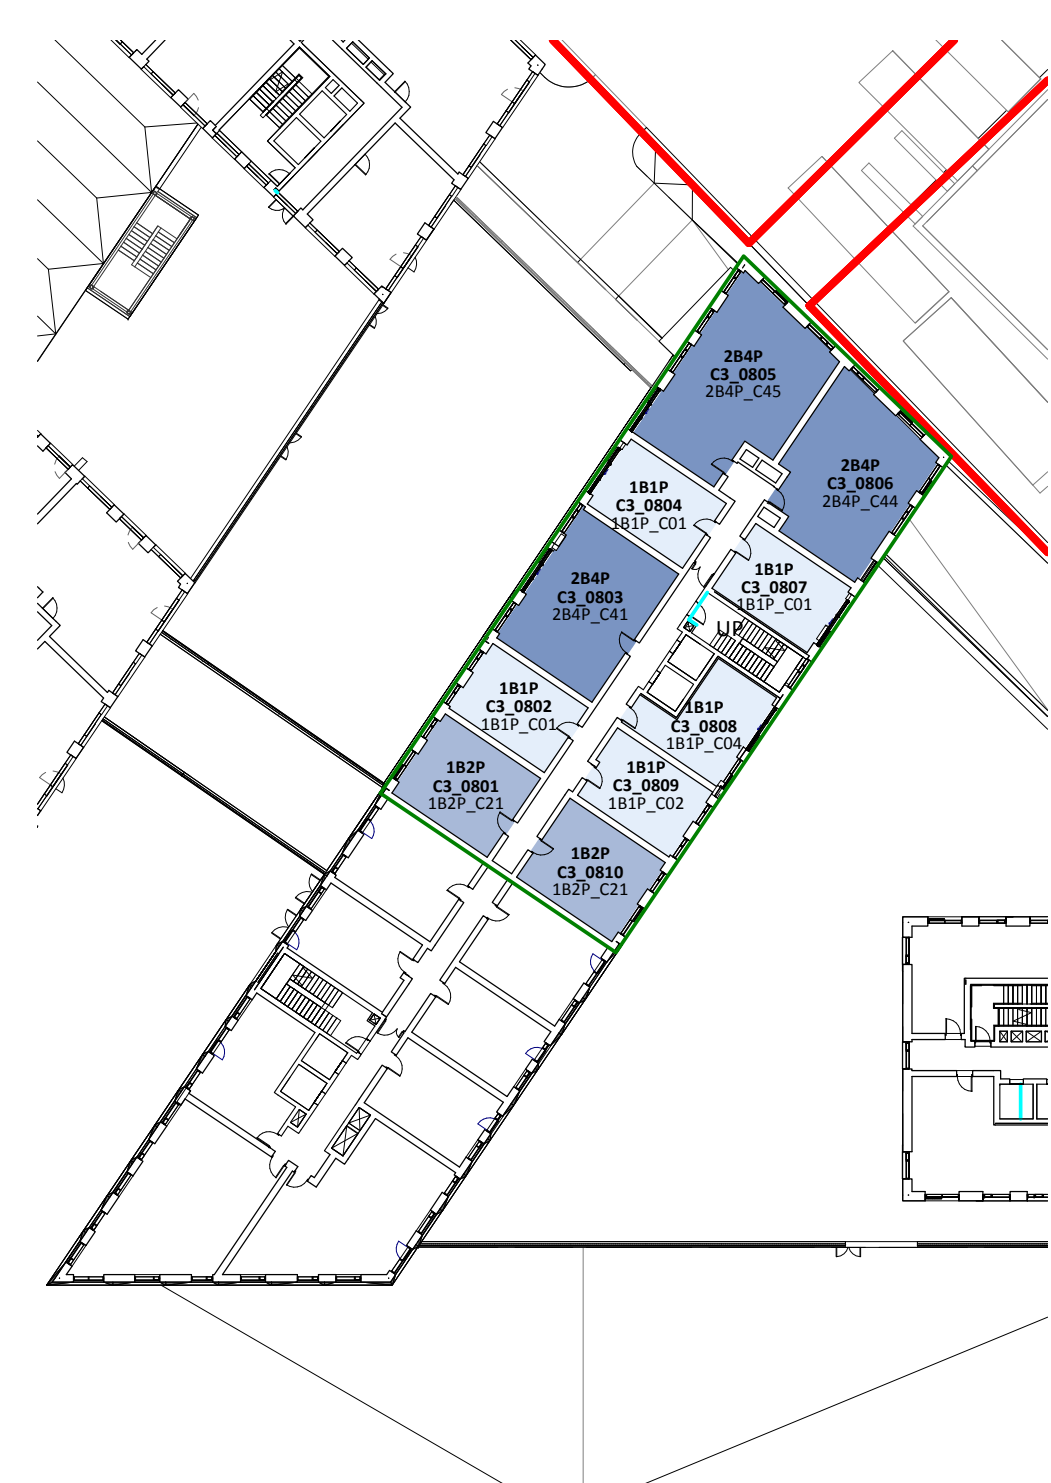 2B4P
C3_0805
2B4P_C45
2B4P
C3_0806
2B4P_C44
1B1P
C3_0804
1B1P_C01
1B1P
C3_0807
1B1P_C01
2B4P
C3_0803
2B4P_C41
UP
1B1P
C3_0802
1B1P_C01
1B1P
C3_0808
1B1P_C04
1B2P
C3_0801
1B2P_C21
1B1P
C3_0809
1B1P_C02
1B2P
C3_0810
1B2P_C21